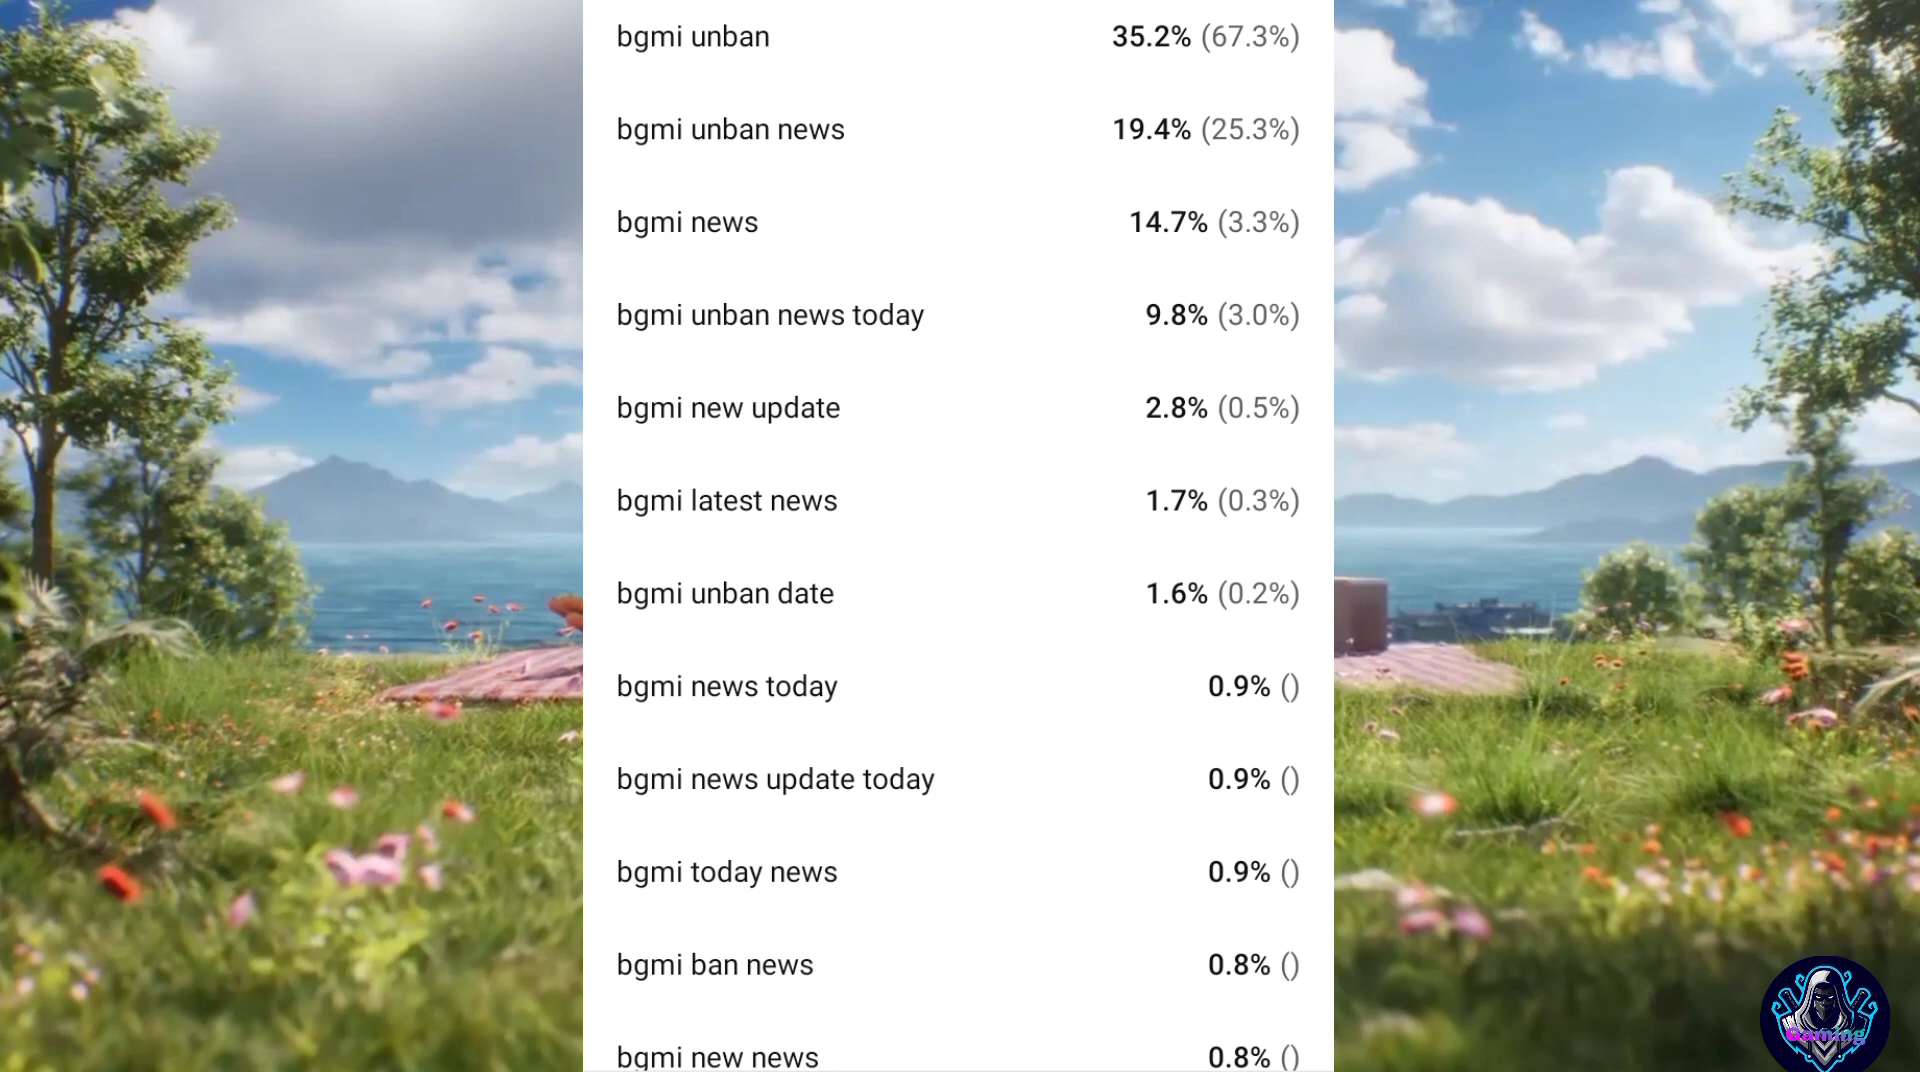 bgmi unban 35.2% (67.3%)
bgmi unban news 19.4% (25.3%)
bgmi news 14.7% (3.3%)
bgmi unban news today 9.8% (3.0%)
bgmi new update 2.8% (0.5%)
bgmi latest news 1.7% (0.3%)
bgmi unban date 1.6% (0.2%)
bgmi news today 0.9% ()
bgmi news update today 0.9% ()
bgmi today news 0.9% ()
bgmi ban news 0.8% ()
bgmi new news 0.8% ()
Gaming